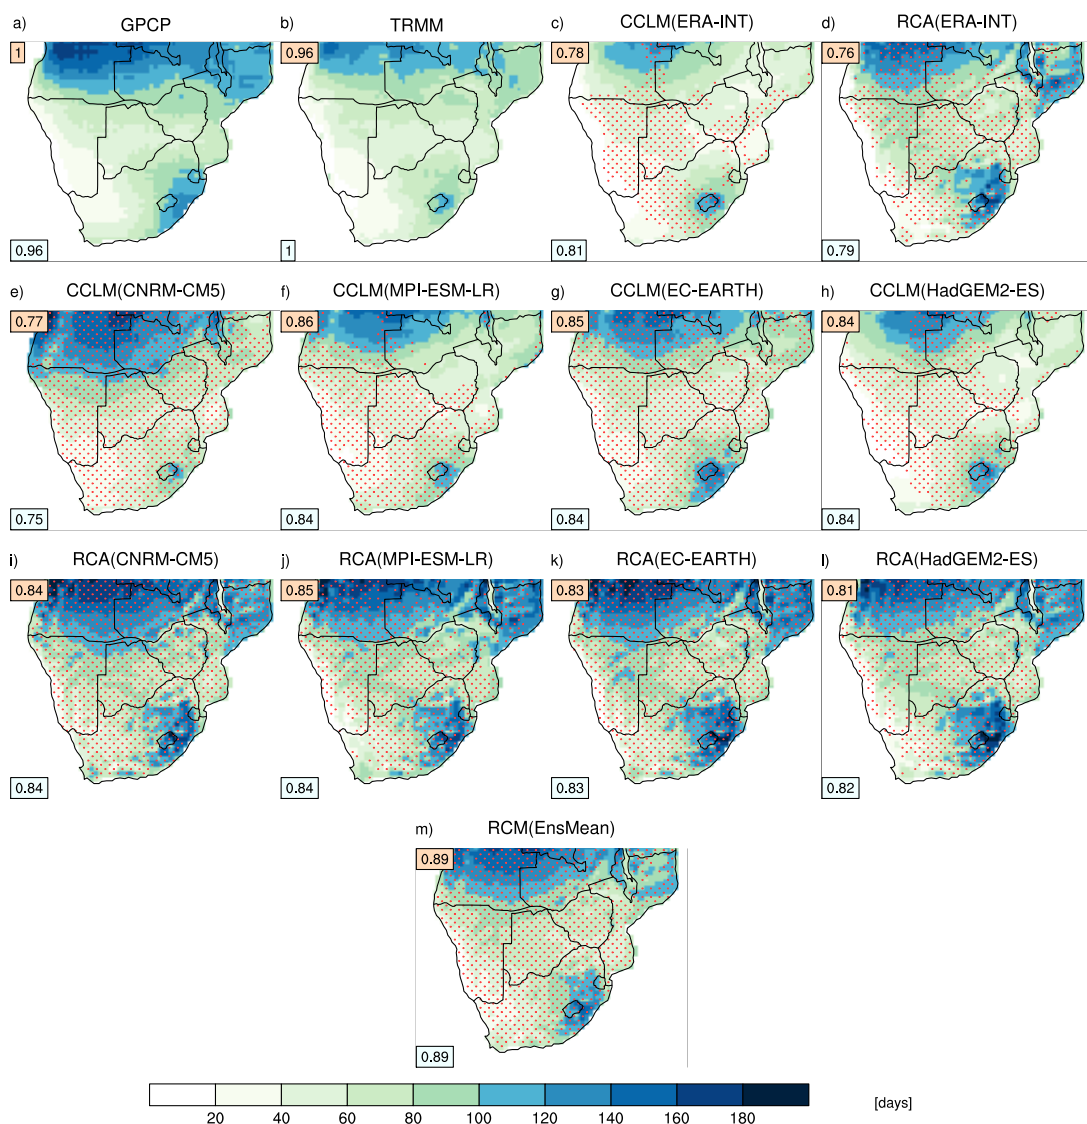 a) GPCP
1
0.96
b) TRMM
0.96
1
c) CCLM(ERA-INT)
0.78
0.81
d) RCA(ERA-INT)
0.76
0.79
e) CCLM(CNRM-CM5)
0.77
0.75
f) CCLM(MPI-ESM-LR)
0.86
0.84
g) CCLM(EC-EARTH)
0.85
0.84
h) CCLM(HadGEM2-ES)
0.84
0.84
i) RCA(CNRM-CM5)
0.84
0.84
j) RCA(MPI-ESM-LR)
0.85
0.84
k) RCA(EC-EARTH)
0.83
0.83
l) RCA(HadGEM2-ES)
0.81
0.82
m) RCM(EnsMean)
0.89
0.89
20 40 60 80 100 120 140 160 180 [days]